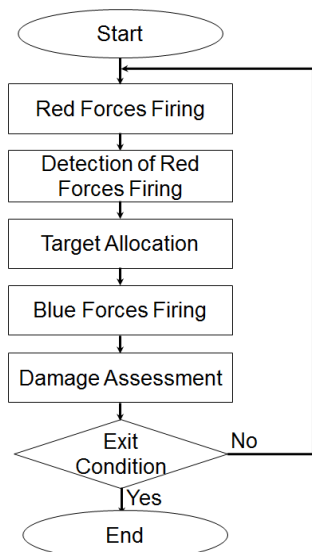 Start
Red Forces Firing
Detection of Red
Forces Firing
Target Allocation
Blue Forces Firing
Damage Assessment
Exit
Condition
No
Yes
End